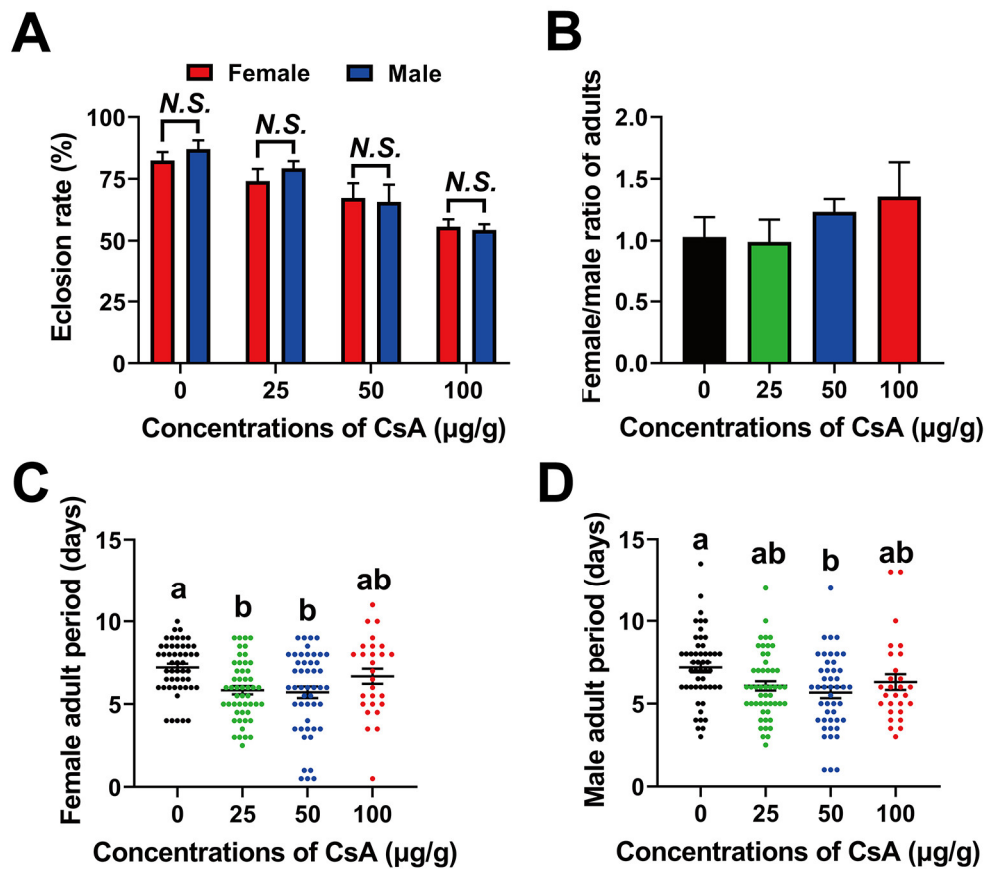 A
Female Male
Eclosion rate (%)
100
75
50
25
0
N.S. N.S. N.S. N.S.
0 25 50 100
Concentrations of CsA (μg/g)
B
Female/male ratio of adults
2.0
1.5
1.0
0.5
0.0
0 25 50 100
Concentrations of CsA (μg/g)
C
Female adult period (days)
15
10
5
0
a b b ab
0 25 50 100
Concentrations of CsA (μg/g)
D
Male adult period (days)
15
10
5
0
a ab b ab
0 25 50 100
Concentrations of CsA (μg/g)